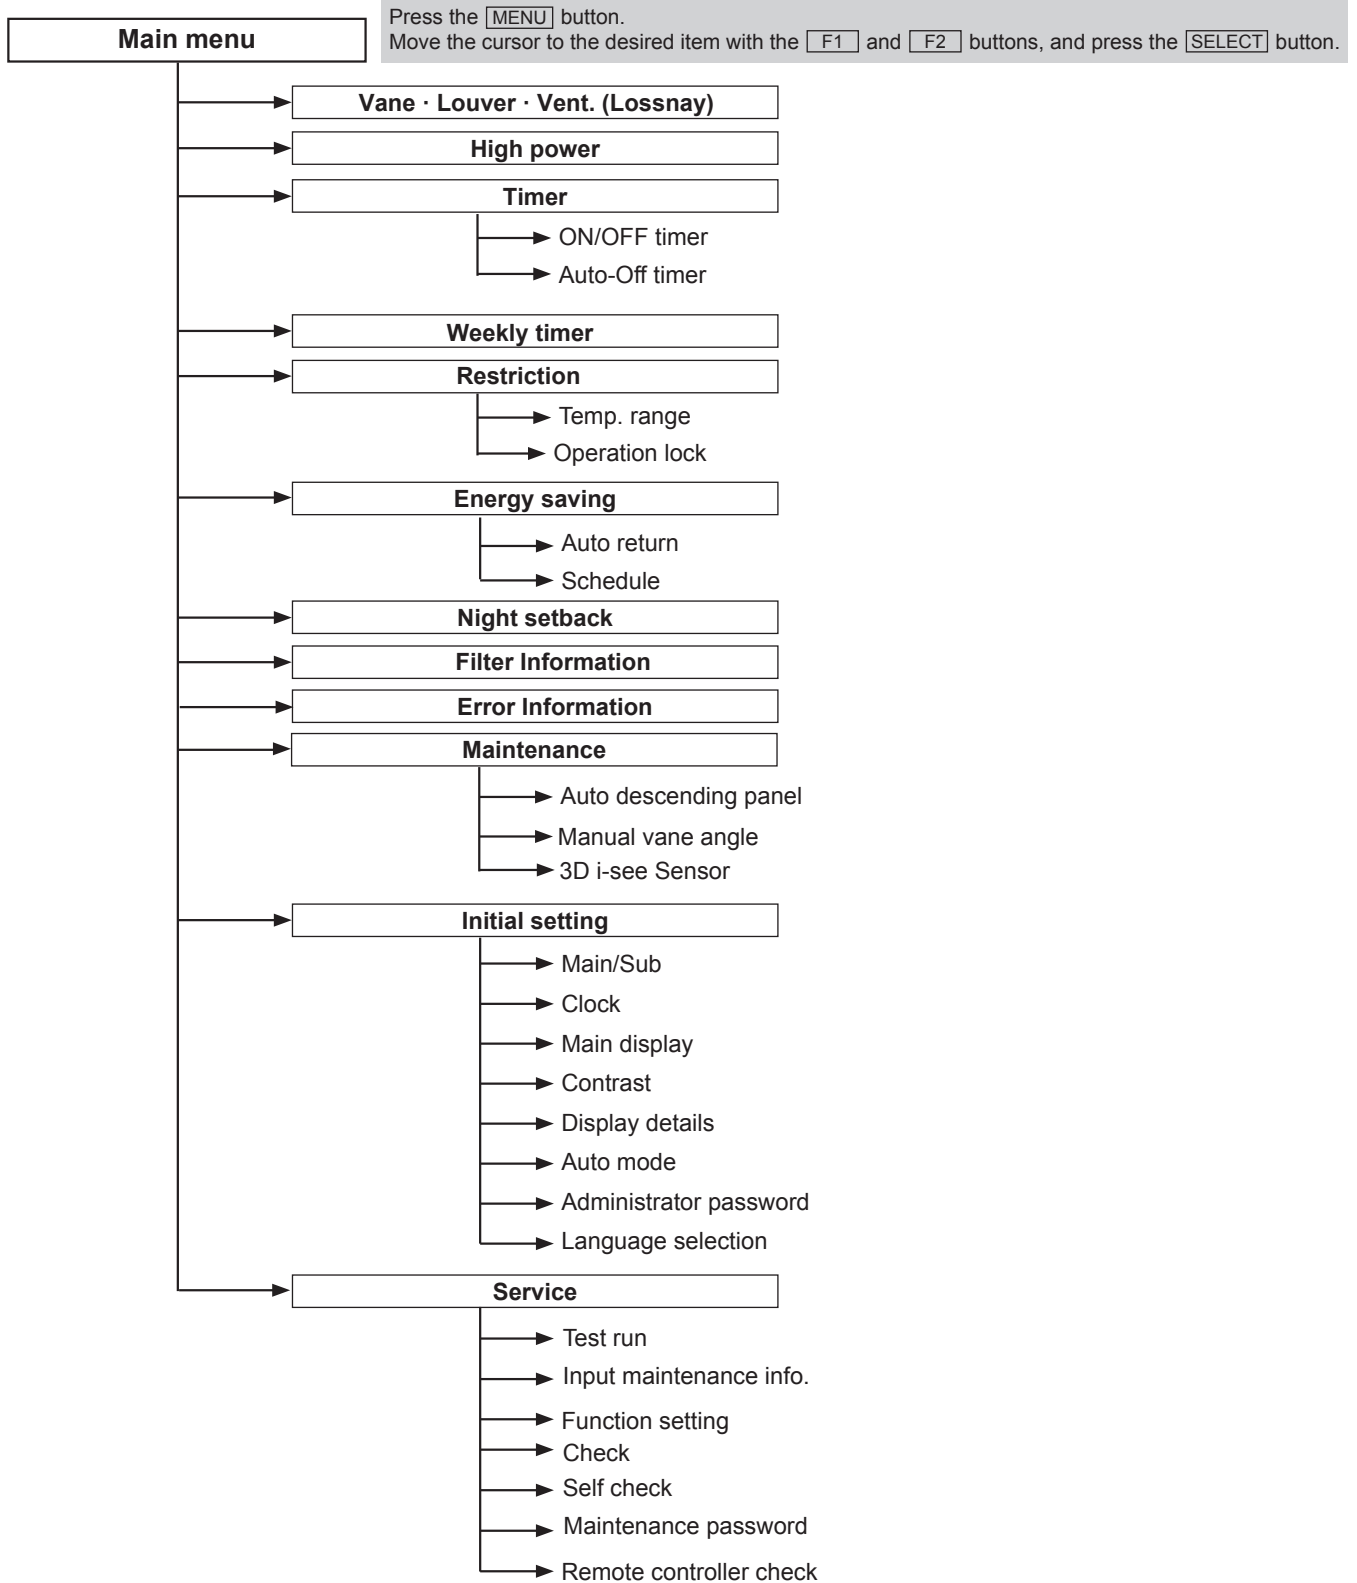 Main menu
Press the MENU button.
Move the cursor to the desired item with the F1 and F2 buttons, and press the SELECT button.
Vane · Louver · Vent. (Lossnay)
High power
Timer
ON/OFF timer
Auto-Off timer
Weekly timer
Restriction
Temp. range
Operation lock
Energy saving
Auto return
Schedule
Night setback
Filter Information
Error Information
Maintenance
Auto descending panel
Manual vane angle
3D i-see Sensor
Initial setting
Main/Sub
Clock
Main display
Contrast
Display details
Auto mode
Administrator password
Language selection
Service
Test run
Input maintenance info.
Function setting
Check
Self check
Maintenance password
Remote controller check